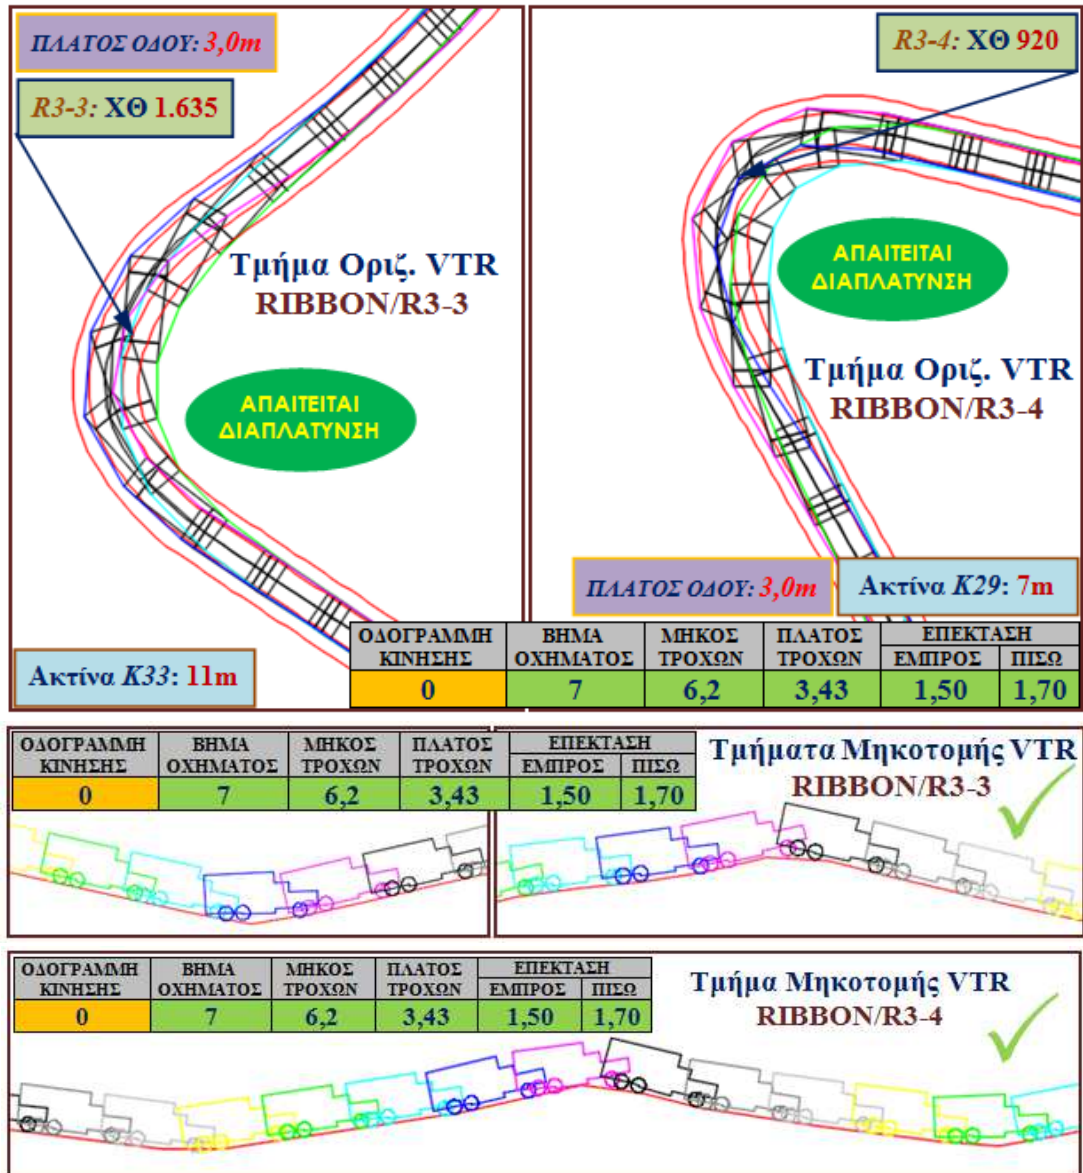 ΠΛΑΤΟΣ ΟΔΟΥ: 3,0m
R3-3: ΧΘ 1.635
Τμήμα Οριζ. VTR
RIBBON/R3-3
ΑΠΑΙΤΕΙΤΑΙ
ΔΙΑΠΛΑΤΥΝΣΗ
Ακτίνα K33: 11m
R3-4: ΧΘ 920
ΑΠΑΙΤΕΙΤΑΙ
ΔΙΑΠΛΑΤΥΝΣΗ
Τμήμα Οριζ. VTR
RIBBON/R3-4
ΠΛΑΤΟΣ ΟΔΟΥ: 3,0m
Ακτίνα K29: 7m
ΟΔΟΓΡΑΜΜΗ ΒΗΜΑ ΜΗΚΟΣ ΠΛΑΤΟΣ ΕΠΕΚΤΑΣΗ
ΚΙΝΗΣΗΣ ΟΧΗΜΑΤΟΣ ΤΡΟΧΩΝ ΤΡΟΧΩΝ ΕΜΠΡΟΣ ΠΙΣΩ
0 7 6,2 3,43 1,50 1,70
ΟΔΟΓΡΑΜΜΗ ΒΗΜΑ ΜΗΚΟΣ ΠΛΑΤΟΣ ΕΠΕΚΤΑΣΗ
ΚΙΝΗΣΗΣ ΟΧΗΜΑΤΟΣ ΤΡΟΧΩΝ ΤΡΟΧΩΝ ΕΜΠΡΟΣ ΠΙΣΩ
0 7 6,2 3,43 1,50 1,70
Τμήματα Μηκοτομής VTR
RIBBON/R3-3
ΟΔΟΓΡΑΜΜΗ ΒΗΜΑ ΜΗΚΟΣ ΠΛΑΤΟΣ ΕΠΕΚΤΑΣΗ
ΚΙΝΗΣΗΣ ΟΧΗΜΑΤΟΣ ΤΡΟΧΩΝ ΤΡΟΧΩΝ ΕΜΠΡΟΣ ΠΙΣΩ
0 7 6,2 3,43 1,50 1,70
Τμήμα Μηκοτομής VTR
RIBBON/R3-4